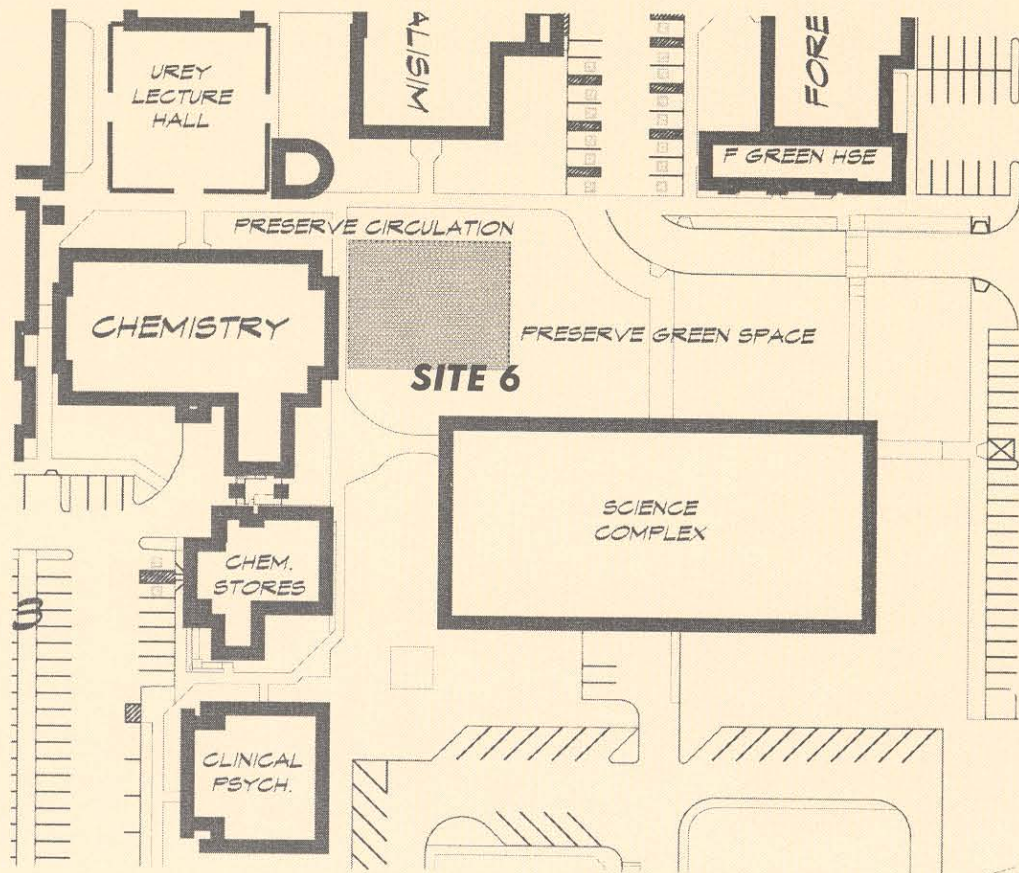 UREY
LECTURE
HALL
ALISIM
FORE
F GREEN HSE
PRESERVE CIRCULATION
CHEMISTRY
PRESERVE GREEN SPACE
SITE 6
SCIENCE
COMPLEX
CHEM.
STORES
CLINICAL
PSYCH.